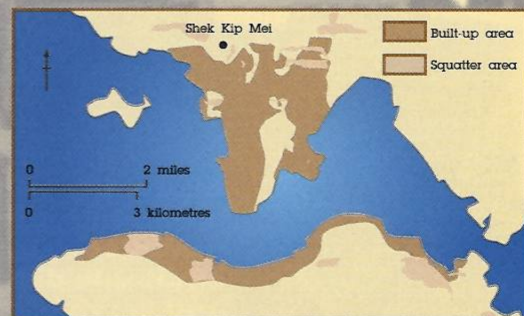 Shek Kip Mei
Built-up area
Squatter area
0 2 miles
0 3 kilometres